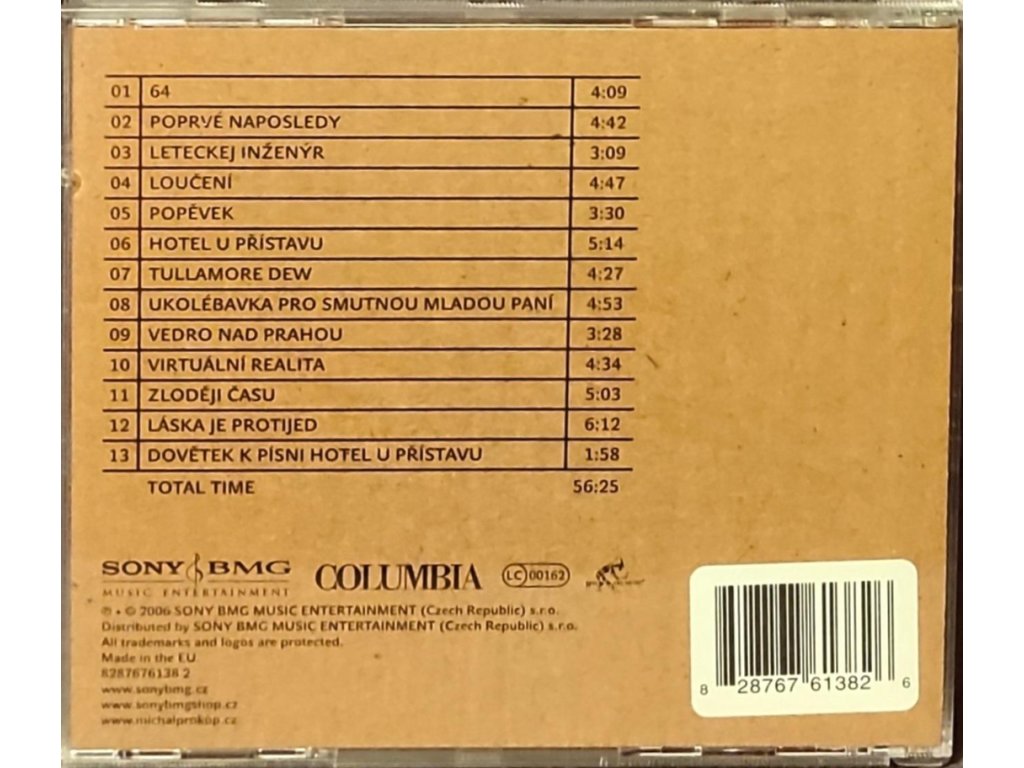 01 64 4:09
02 POPRVÉ NAPOSLEDY 4:42
03 LETECKEJ INŽENÝR 3:09
04 LOUČENÍ 4:47
05 POPĚVEK 3:30
06 HOTEL U PŘÍSTAVU 5:14
07 TULLAMORE DEW 4:27
08 UKOLÉBAVKA PRO SMUTNOU MLADOU PANÍ 4:53
09 VEDRO NAD PRAHOU 3:28
10 VIRTUÁLNÍ REALITA 4:34
11 ZLODĚJI ČASU 5:03
12 LÁSKA JE PROTIJED 6:12
13 DOVĚTEK K PÍSNI HOTEL U PŘÍSTAVU 1:58
TOTAL TIME 56:25
SONY BMG
MUSIC ENTERTAINMENT
COLUMBIA
LC 00162
℗ • © 2006 SONY BMG MUSIC ENTERTAINMENT (Czech Republic) s.r.o.
Distributed by SONY BMG MUSIC ENTERTAINMENT (Czech Republic) s.r.o.
All trademarks and logos are protected.
Made in the EU
8287676138 2
www.sonybmg.cz
www.sonybmgshop.cz
www.michalprokop.cz
8 28767 61382 6